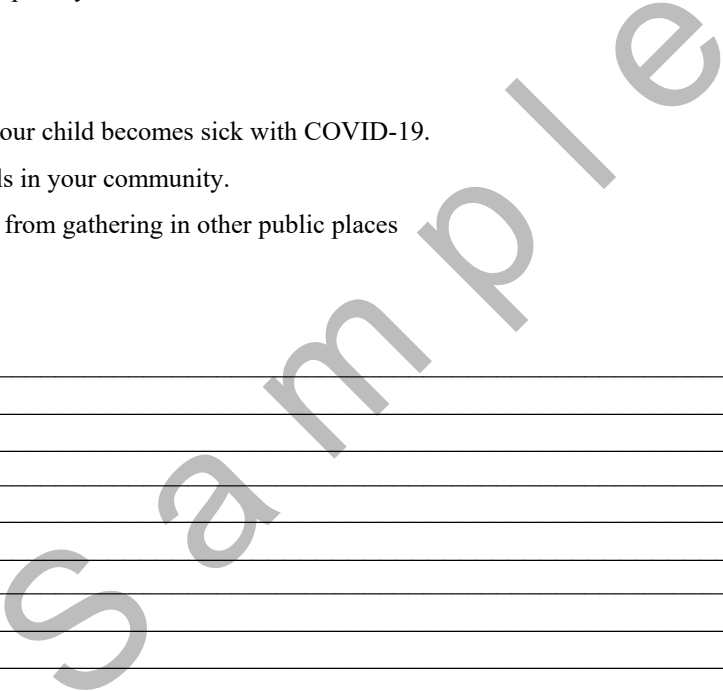 our child becomes sick with COVID-19.
ls in your community.
from gathering in other public places
Sample